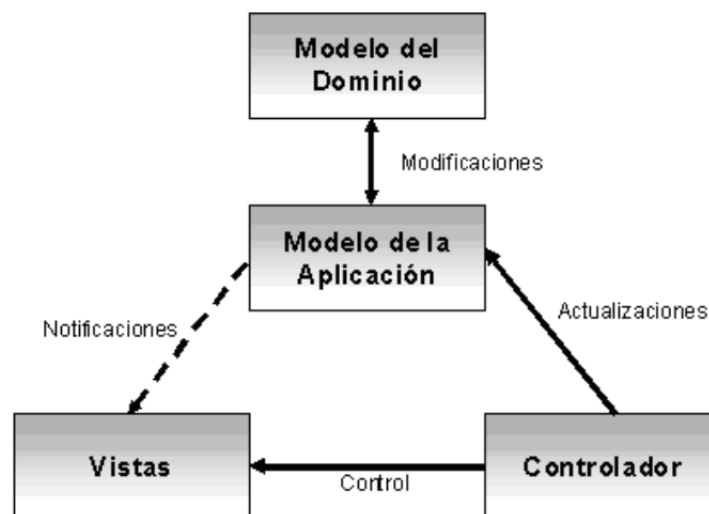 Modelo del
Dominio
Modificaciones
Modelo de la
Aplicación
Notificaciones
Actualizaciones
Vistas
Control
Controlador